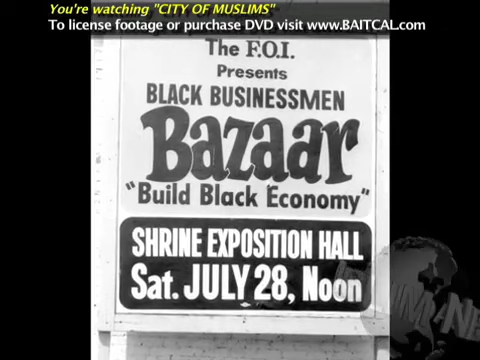 You're watching "CITY OF MUSLIMS"
To license footage or purchase DVD visit www.BAITCAL.com
The F.O.I.
Presents
BLACK BUSINESSMEN
Bazaar
"Build Black Economy"
SHRINE EXPOSITION HALL
Sat. JULY 28, Noon